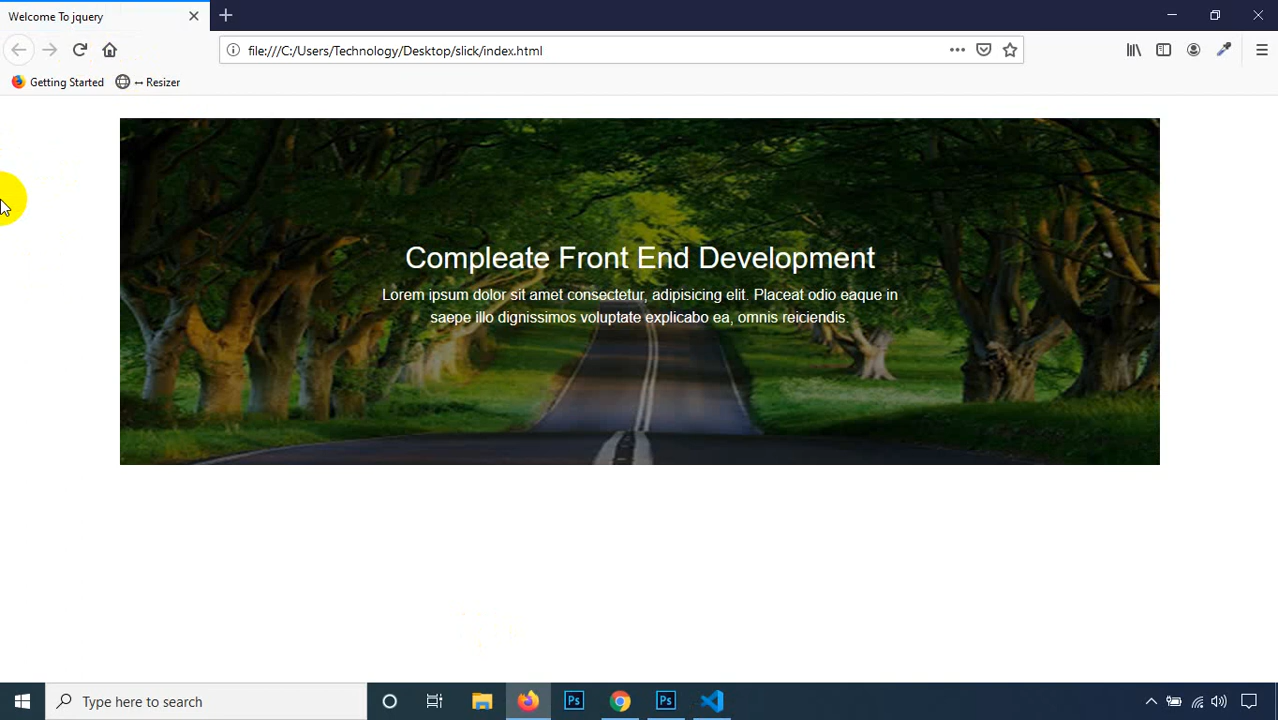 Welcome To jquery
file:///C:/Users/Technology/Desktop/slick/index.html
Getting Started
Resizer
Compleate Front End Development
Lorem ipsum dolor sit amet consectetur, adipisicing elit. Placeat odio eaque in
saepe illo dignissimos voluptate explicabo ea, omnis reiciendis.
Ps
Ps
Type here to search